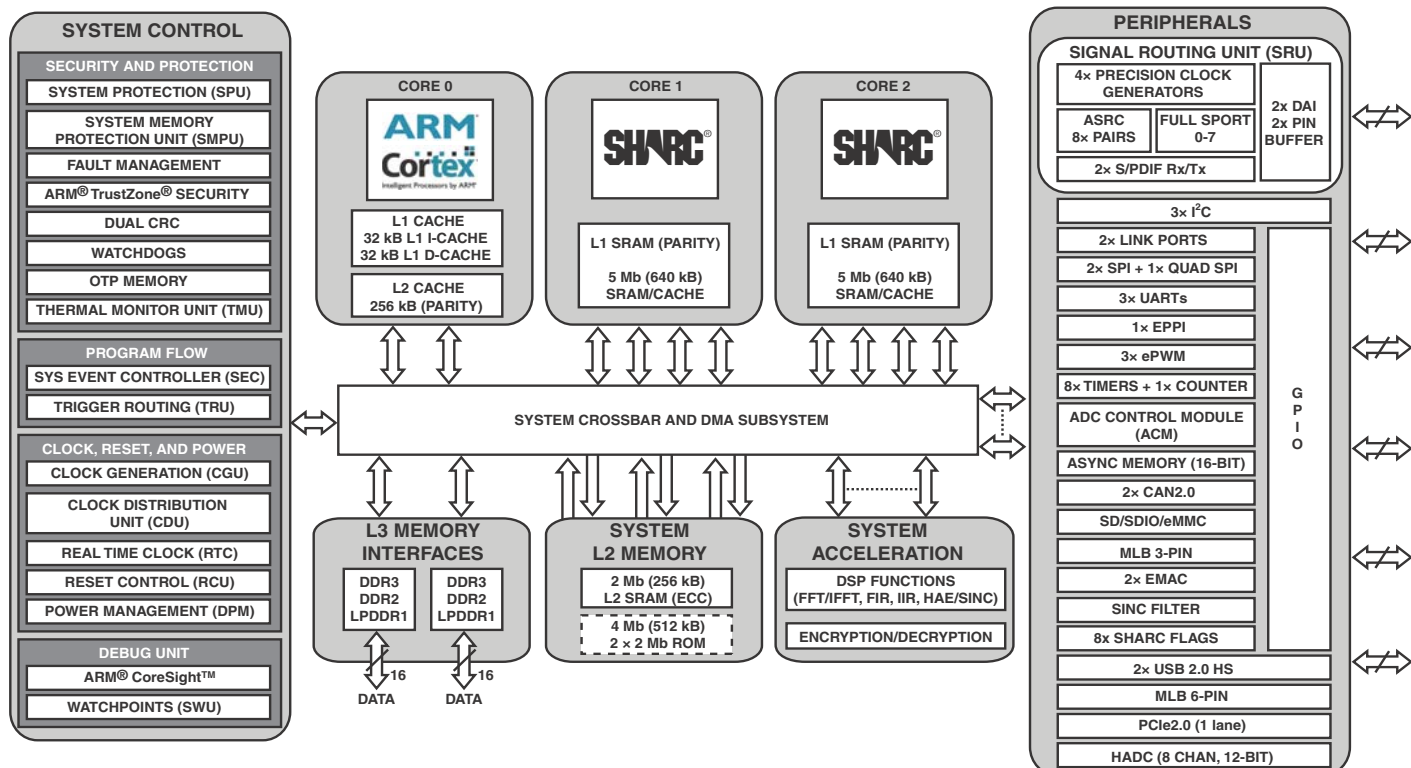 SYSTEM CONTROL
SECURITY AND PROTECTION
SYSTEM PROTECTION (SPU)
SYSTEM MEMORY
PROTECTION UNIT (SMPU)
FAULT MANAGEMENT
ARM® TrustZone® SECURITY
DUAL CRC
WATCHDOGS
OTP MEMORY
THERMAL MONITOR UNIT (TMU)
PROGRAM FLOW
SYS EVENT CONTROLLER (SEC)
TRIGGER ROUTING (TRU)
CLOCK, RESET, AND POWER
CLOCK GENERATION (CGU)
CLOCK DISTRIBUTION
UNIT (CDU)
REAL TIME CLOCK (RTC)
RESET CONTROL (RCU)
POWER MANAGEMENT (DPM)
DEBUG UNIT
ARM® CoreSight™
WATCHPOINTS (SWU)
CORE 0
ARM
Cortex
Intelligent Processors by ARM®
L1 CACHE
32 kB L1 I-CACHE
32 kB L1 D-CACHE
L2 CACHE
256 kB (PARITY)
CORE 1
SHARC®
L1 SRAM (PARITY)
5 Mb (640 kB)
SRAM/CACHE
CORE 2
SHARC®
L1 SRAM (PARITY)
5 Mb (640 kB)
SRAM/CACHE
SYSTEM CROSSBAR AND DMA SUBSYSTEM
L3 MEMORY
INTERFACES
DDR3
DDR2
LPDDR1
DDR3
DDR2
LPDDR1
16
16
DATA
DATA
SYSTEM
L2 MEMORY
2 Mb (256 kB)
L2 SRAM (ECC)
4 Mb (512 kB)
2 × 2 Mb ROM
SYSTEM
ACCELERATION
DSP FUNCTIONS
(FFT/IFFT, FIR, IIR, HAE/SINC)
ENCRYPTION/DECRYPTION
PERIPHERALS
SIGNAL ROUTING UNIT (SRU)
4× PRECISION CLOCK
GENERATORS
ASRC
8× PAIRS
FULL SPORT
0-7
2× S/PDIF Rx/Tx
2x DAI
2x PIN
BUFFER
3× I²C
2× LINK PORTS
2× SPI + 1× QUAD SPI
3× UARTs
1× EPPI
3× ePWM
8× TIMERS + 1× COUNTER
ADC CONTROL MODULE
(ACM)
ASYNC MEMORY (16-BIT)
2× CAN2.0
SD/SDIO/eMMC
MLB 3-PIN
2× EMAC
SINC FILTER
8x SHARC FLAGS
G
P
I
O
2× USB 2.0 HS
MLB 6-PIN
PCIe2.0 (1 lane)
HADC (8 CHAN, 12-BIT)